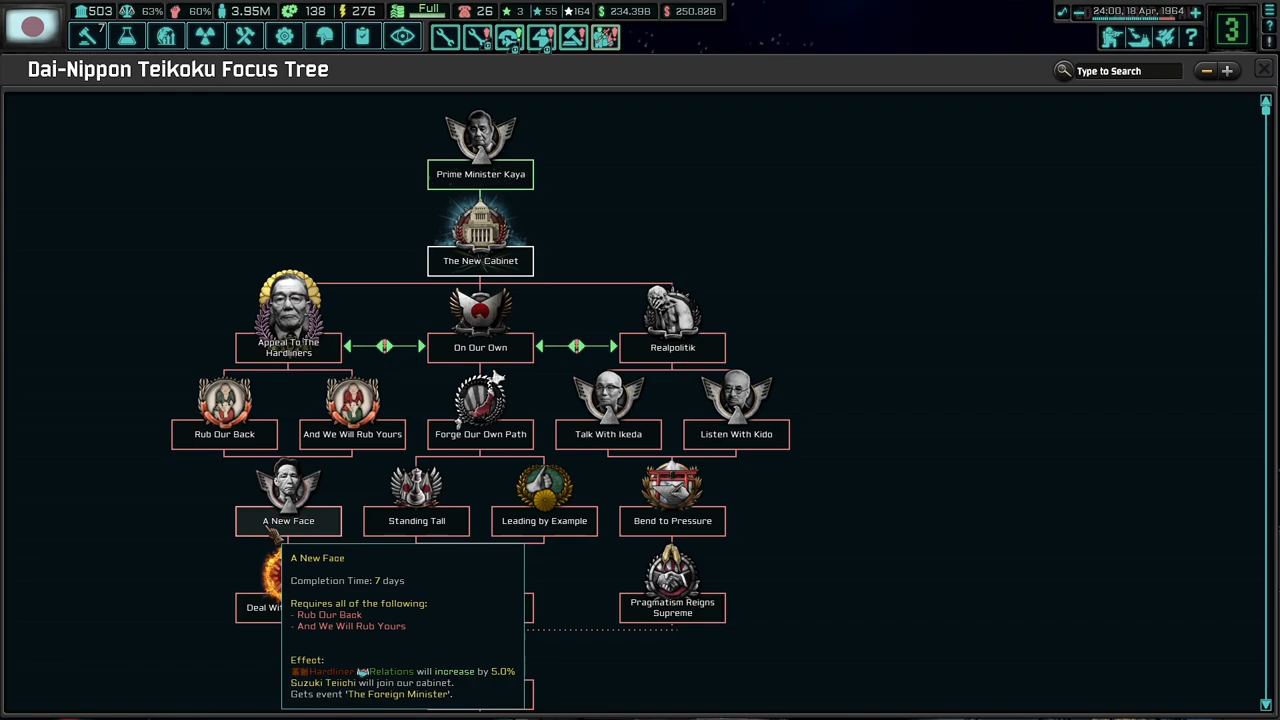 503 63% 60% 3.95M 138 276 Full 26 3 55 164 $ 234.39B $ 250.82B 24:00, 18 Apr, 1964
7 3
Dai-Nippon Teikoku Focus Tree
Type to Search
Prime Minister Kaya
The New Cabinet
Appeal To The
Hardliners
On Our Own
Realpolitik
Rub Our Back
And We Will Rub Yours
Forge Our Own Path
Talk With Ikeda
Listen With Kido
A New Face
Standing Tall
Leading by Example
Bend to Pressure
A New Face
Completion Time: 7 days
Requires all of the following:
- Rub Our Back
- And We Will Rub Yours
Effect:
Hardliner Relations will increase by 5.0%
Suzuki Teiichi will join our cabinet.
Gets event 'The Foreign Minister'.
Pragmatism Reigns
Supreme